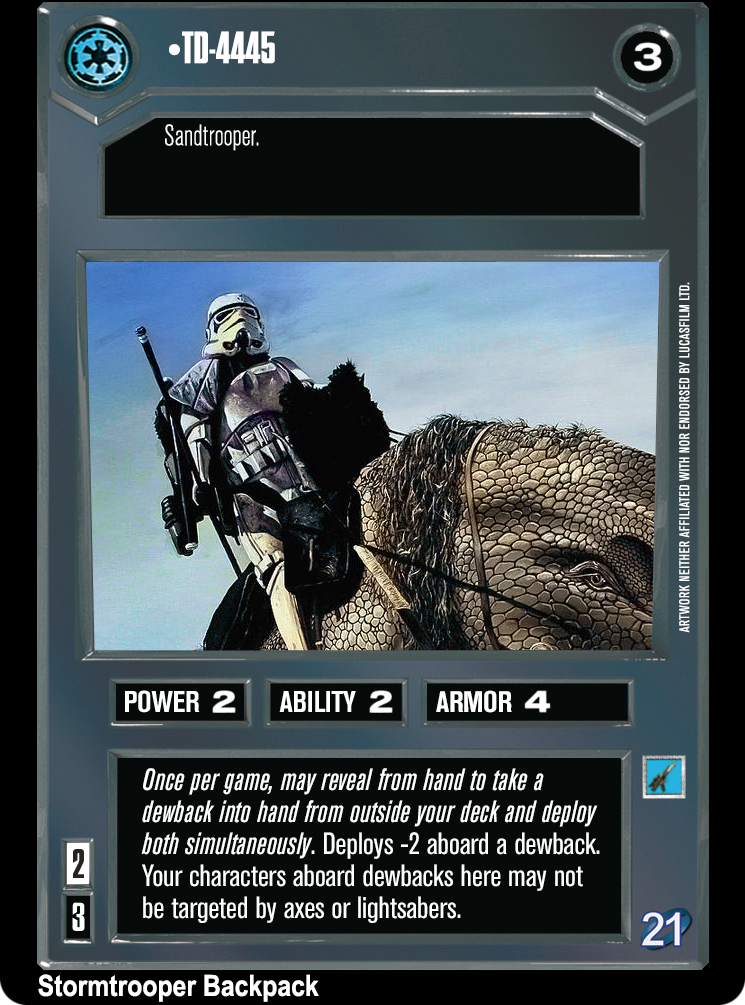 •TD-4445
3
Sandtrooper.
ARTWORK NEITHER AFFILIATED WITH NOR ENDORSED BY LUCASFILM LTD.
POWER 2 ABILITY 2 ARMOR 4
Once per game, may reveal from hand to take a
dewback into hand from outside your deck and deploy
both simultaneously. Deploys -2 aboard a dewback.
Your characters aboard dewbacks here may not
be targeted by axes or lightsabers.
2
3
21
Stormtrooper Backpack